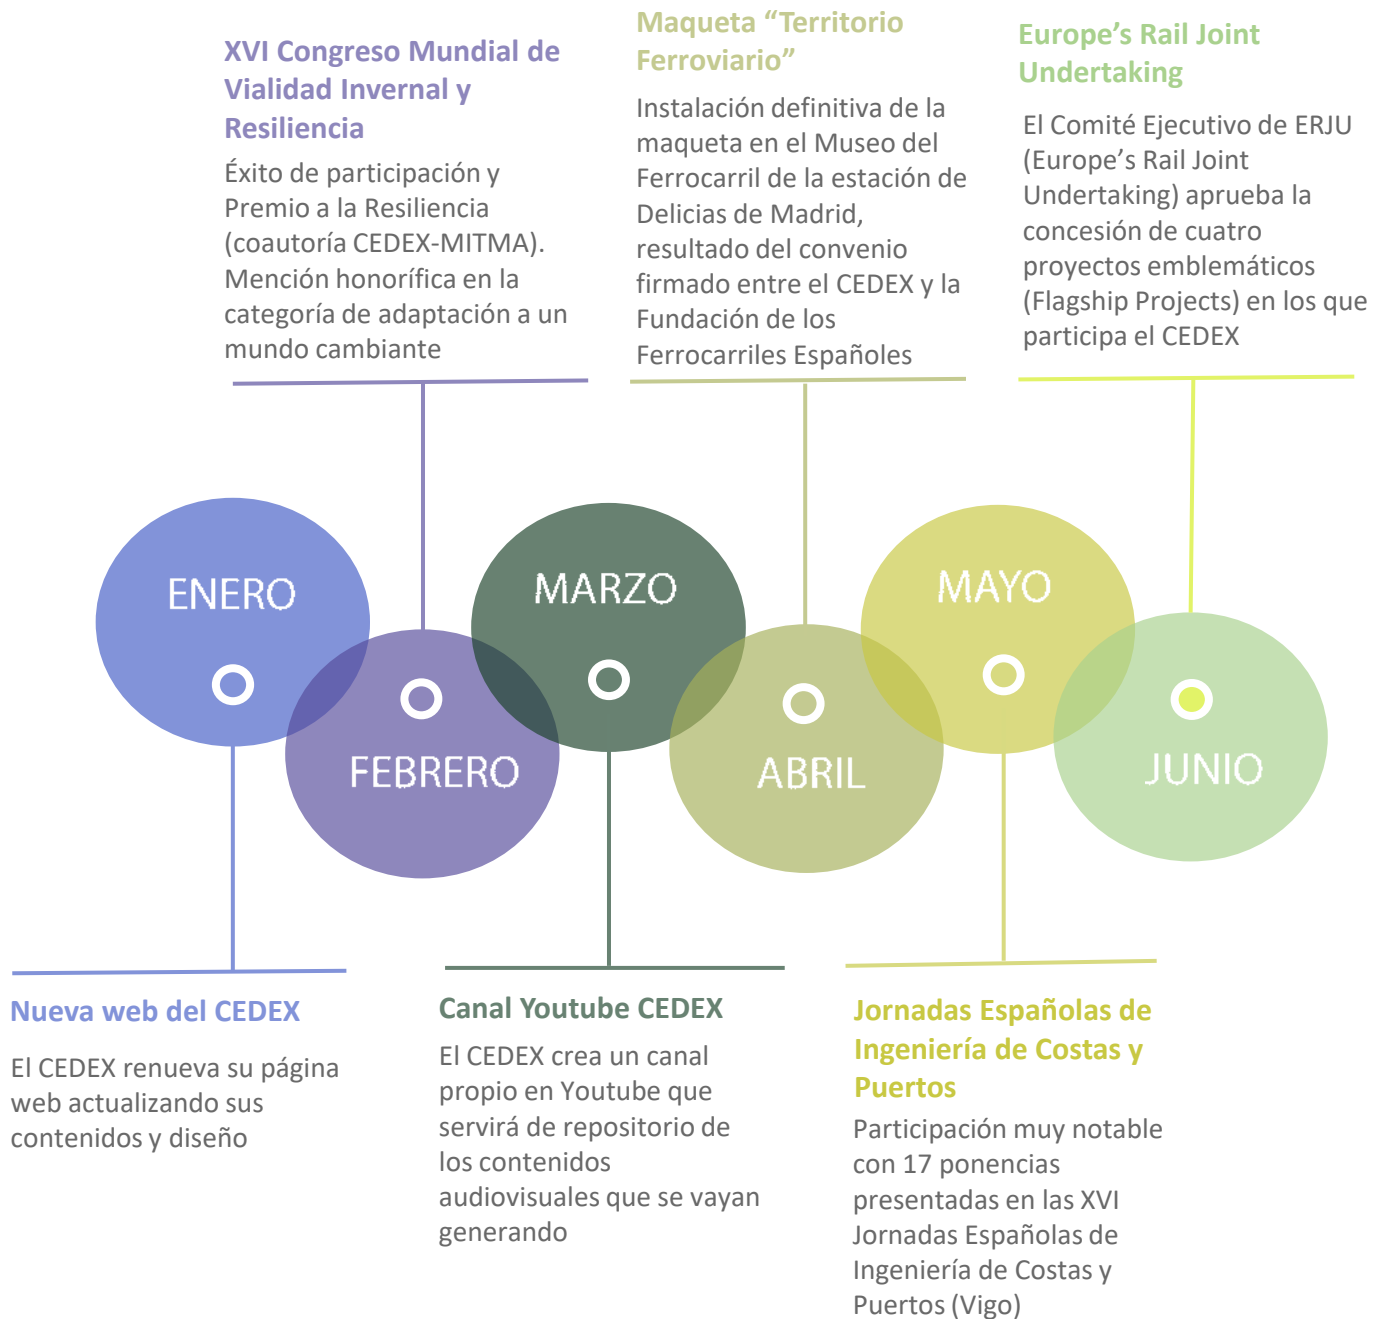 XVI Congreso Mundial de
Vialidad Invernal y
Resiliencia
Éxito de participación y
Premio a la Resiliencia
(coautoría CEDEX-MITMA).
Mención honorífica en la
categoría de adaptación a un
mundo cambiante
Maqueta “Territorio
Ferroviario”
Instalación definitiva de la
maqueta en el Museo del
Ferrocarril de la estación de
Delicias de Madrid,
resultado del convenio
firmado entre el CEDEX y la
Fundación de los
Ferrocarriles Españoles
Europe’s Rail Joint
Undertaking
El Comité Ejecutivo de ERJU
(Europe’s Rail Joint
Undertaking) aprueba la
concesión de cuatro
proyectos emblemáticos
(Flagship Projects) en los que
participa el CEDEX
ENERO
FEBRERO
MARZO
ABRIL
MAYO
JUNIO
Nueva web del CEDEX
El CEDEX renueva su página
web actualizando sus
contenidos y diseño
Canal Youtube CEDEX
El CEDEX crea un canal
propio en Youtube que
servirá de repositorio de
los contenidos
audiovisuales que se vayan
generando
Jornadas Españolas de
Ingeniería de Costas y
Puertos
Participación muy notable
con 17 ponencias
presentadas en las XVI
Jornadas Españolas de
Ingeniería de Costas y
Puertos (Vigo)